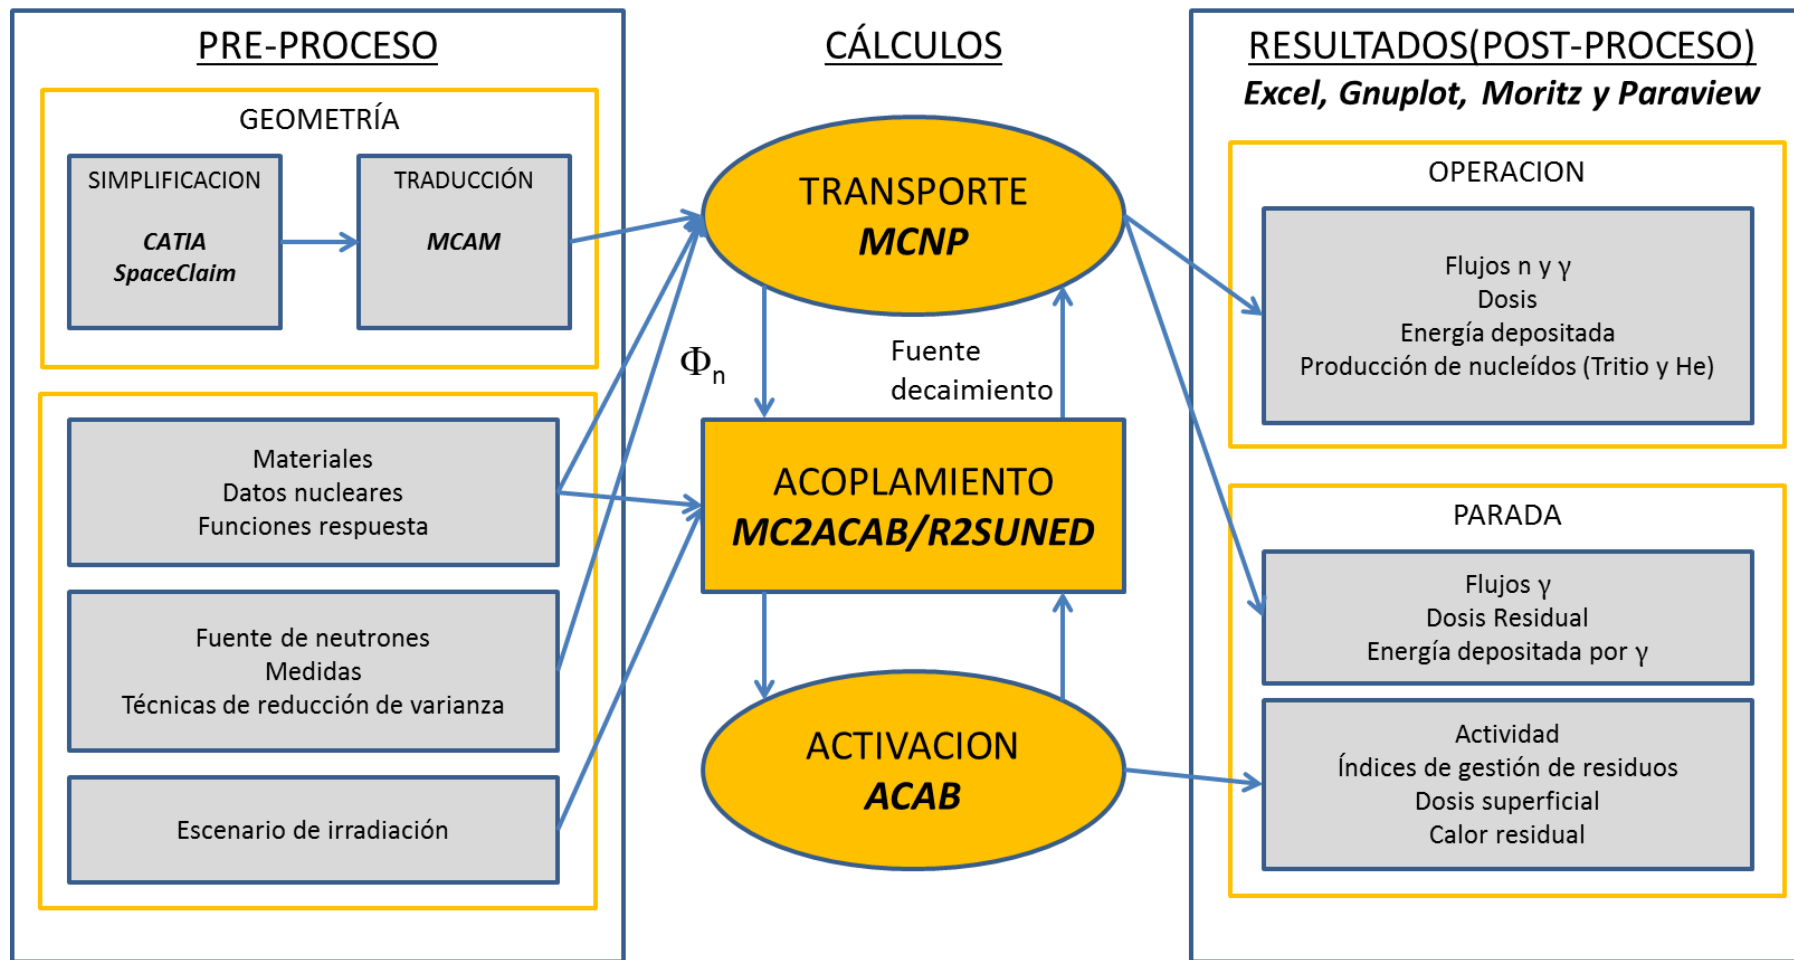 PRE-PROCESO
GEOMETRÍA
SIMPLIFICACION
CATIA
SpaceClaim
TRADUCCIÓN
MCAM
Materiales
Datos nucleares
Funciones respuesta
Fuente de neutrones
Medidas
Técnicas de reducción de varianza
Escenario de irradiación
CÁLCULOS
TRANSPORTE
MCNP
Φn
Fuente
decaimiento
ACOPLAMIENTO
MC2ACAB/R2SUNED
ACTIVACION
ACAB
RESULTADOS(POST-PROCESO)
Excel, Gnuplot, Moritz y Paraview
OPERACION
Flujos n y γ
Dosis
Energía depositada
Producción de nucleídos (Tritio y He)
PARADA
Flujos γ
Dosis Residual
Energía depositada por γ
Actividad
Índices de gestión de residuos
Dosis superficial
Calor residual